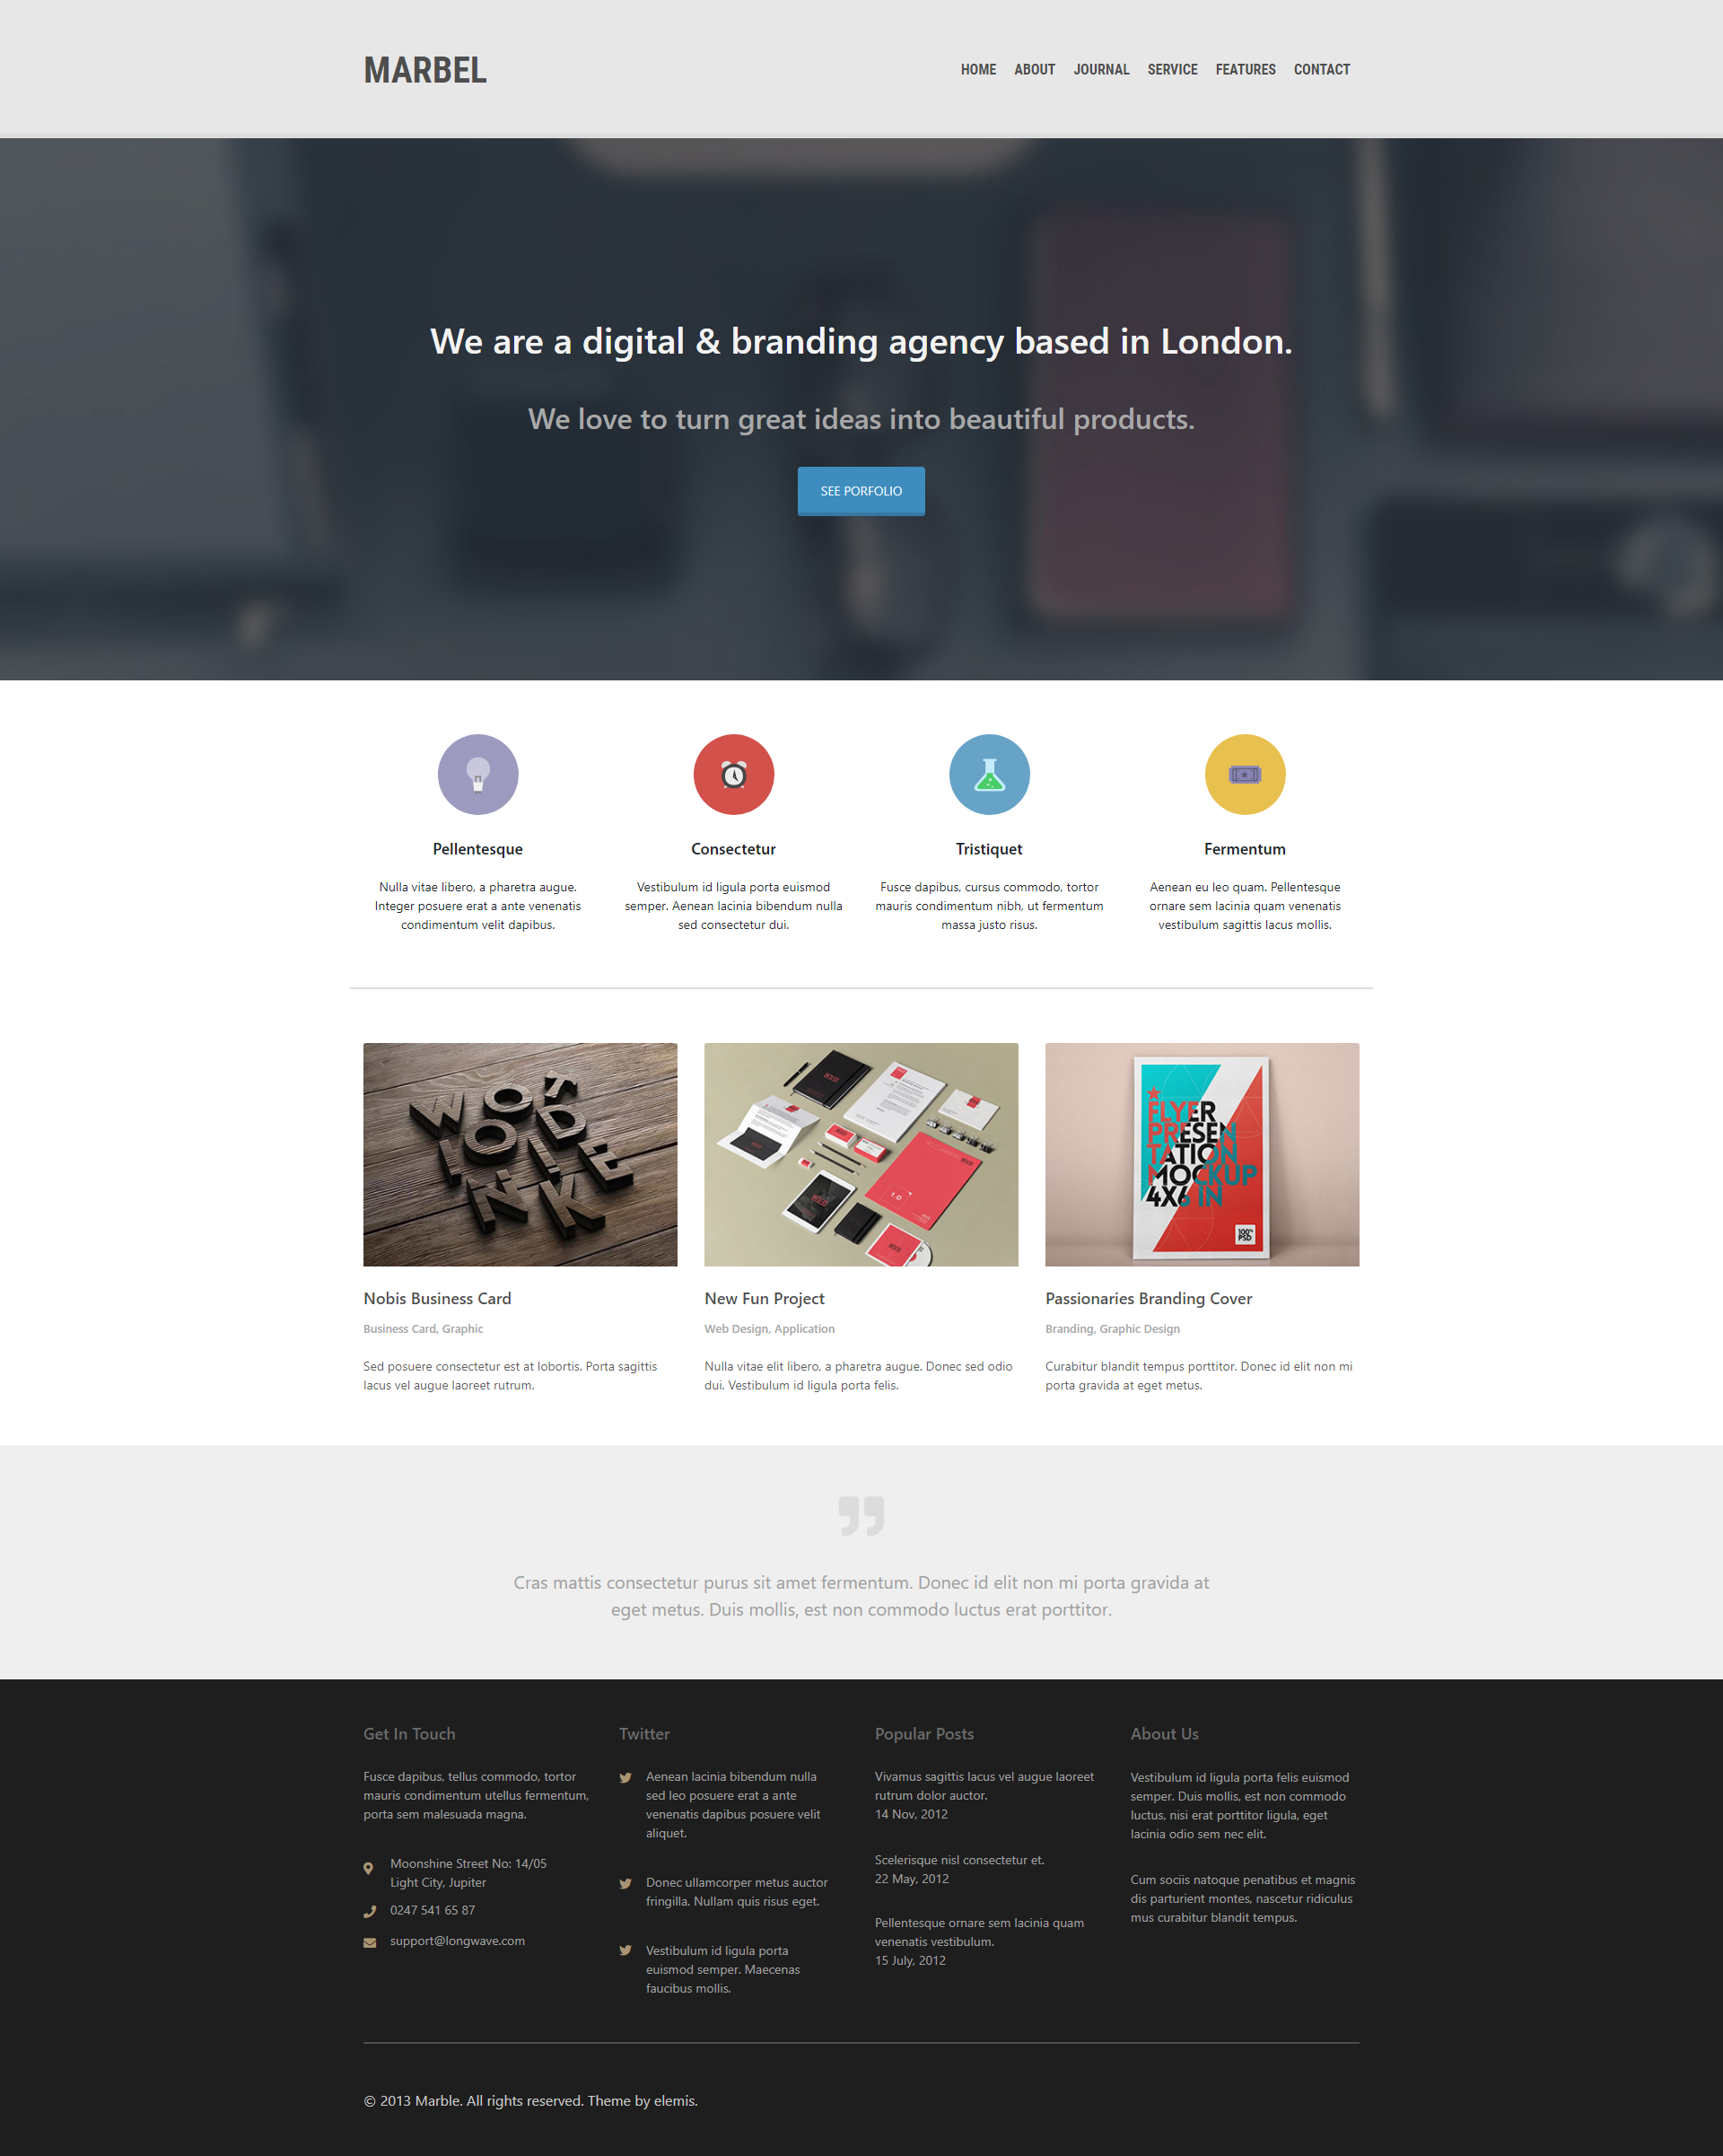 MARBEL
HOME ABOUT JOURNAL SERVICE FEATURES CONTACT
We are a digital & branding agency based in London.
We love to turn great ideas into beautiful products.
SEE PORFOLIO
Pellentesque
Nulla vitae libero, a pharetra augue.
Integer posuere erat a ante venenatis
condimentum velit dapibus.
Consectetur
Vestibulum id ligula porta euismod
semper. Aenean lacinia bibendum nulla
sed consectetur dui.
Tristiquet
Fusce dapibus, cursus commodo, tortor
mauris condimentum nibh, ut fermentum
massa justo risus.
Fermentum
Aenean eu leo quam. Pellentesque
ornare sem lacinia quam venenatis
vestibulum sagittis lacus mollis.
WOT
IOLD
INKE
FLYER
PRESEN
TATION
MOCKUP
4X6 IN
100%
PSD
Nobis Business Card
Business Card, Graphic
Sed posuere consectetur est at lobortis. Porta sagittis
lacus vel augue laoreet rutrum.
New Fun Project
Web Design, Application
Nulla vitae elit libero, a pharetra augue. Donec sed odio
dui. Vestibulum id ligula porta felis.
Passionaries Branding Cover
Branding, Graphic Design
Curabitur blandit tempus porttitor. Donec id elit non mi
porta gravida at eget metus.
Cras mattis consectetur purus sit amet fermentum. Donec id elit non mi porta gravida at
eget metus. Duis mollis, est non commodo luctus erat porttitor.
Get In Touch
Fusce dapibus, tellus commodo, tortor
mauris condimentum utellus fermentum,
porta sem malesuada magna.
Moonshine Street No: 14/05
Light City, Jupiter
0247 541 65 87
support@longwave.com
Twitter
Aenean lacinia bibendum nulla
sed leo posuere erat a ante
venenatis dapibus posuere velit
aliquet.
Donec ullamcorper metus auctor
fringilla. Nullam quis risus eget.
Vestibulum id ligula porta
euismod semper. Maecenas
faucibus mollis.
Popular Posts
Vivamus sagittis lacus vel augue laoreet
rutrum dolor auctor.
14 Nov, 2012
Scelerisque nisl consectetur et.
22 May, 2012
Pellentesque ornare sem lacinia quam
venenatis vestibulum.
15 July, 2012
About Us
Vestibulum id ligula porta felis euismod
semper. Duis mollis, est non commodo
luctus, nisi erat porttitor ligula, eget
lacinia odio sem nec elit.
Cum sociis natoque penatibus et magnis
dis parturient montes, nascetur ridiculus
mus curabitur blandit tempus.
© 2013 Marble. All rights reserved. Theme by elemis.